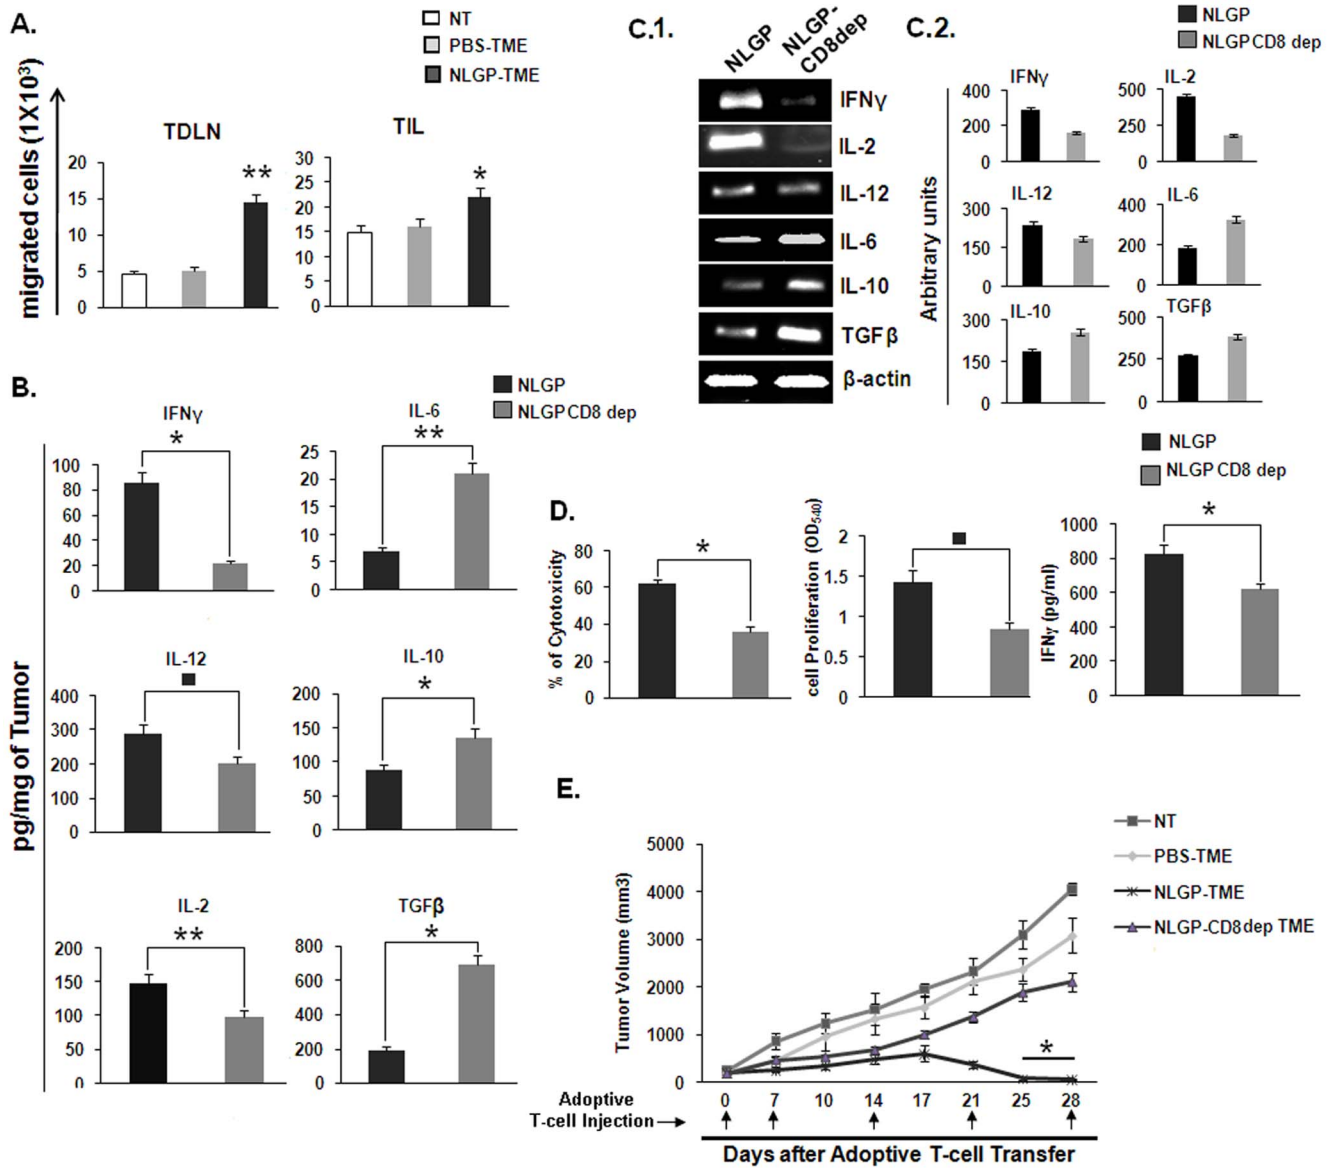 A.
NT
PBS-TME
NLGP-TME
migrated cells (1X10³)
TDLN
**
20
15
10
5
0
TIL
*
30
25
20
15
10
5
0
B.
NLGP
NLGP CD8 dep
pg/mg of Tumor
IFNγ
*
100
80
60
40
20
0
IL-6
**
25
20
15
10
5
0
IL-12
■
400
300
200
100
0
IL-10
*
200
150
100
50
0
IL-2
**
200
150
100
50
0
TGFβ
*
800
600
400
200
0
C.1.
NLGP
NLGP-CD8dep
IFNγ
IL-2
IL-12
IL-6
IL-10
TGFβ
β-actin
C.2.
NLGP
NLGP CD8 dep
Arbitrary units
IFNγ
400
200
0
IL-2
500
250
0
IL-12
300
150
0
IL-6
400
200
0
IL-10
300
150
0
TGFβ
500
250
0
NLGP
NLGP CD8 dep
D.
% of Cytotoxicity
*
80
60
40
20
0
cell Proliferation (OD₅₄₀)
■
2
1.5
1
0.5
0
IFNγ (pg/ml)
*
1000
800
600
400
200
0
E.
NT
PBS-TME
NLGP-TME
NLGP-CD8dep TME
Tumor Volume (mm3)
5000
4000
3000
2000
1000
0
*
0 7 10 14 17 21 25 28
Adoptive
T-cell Injection
Days after Adoptive T-cell Transfer